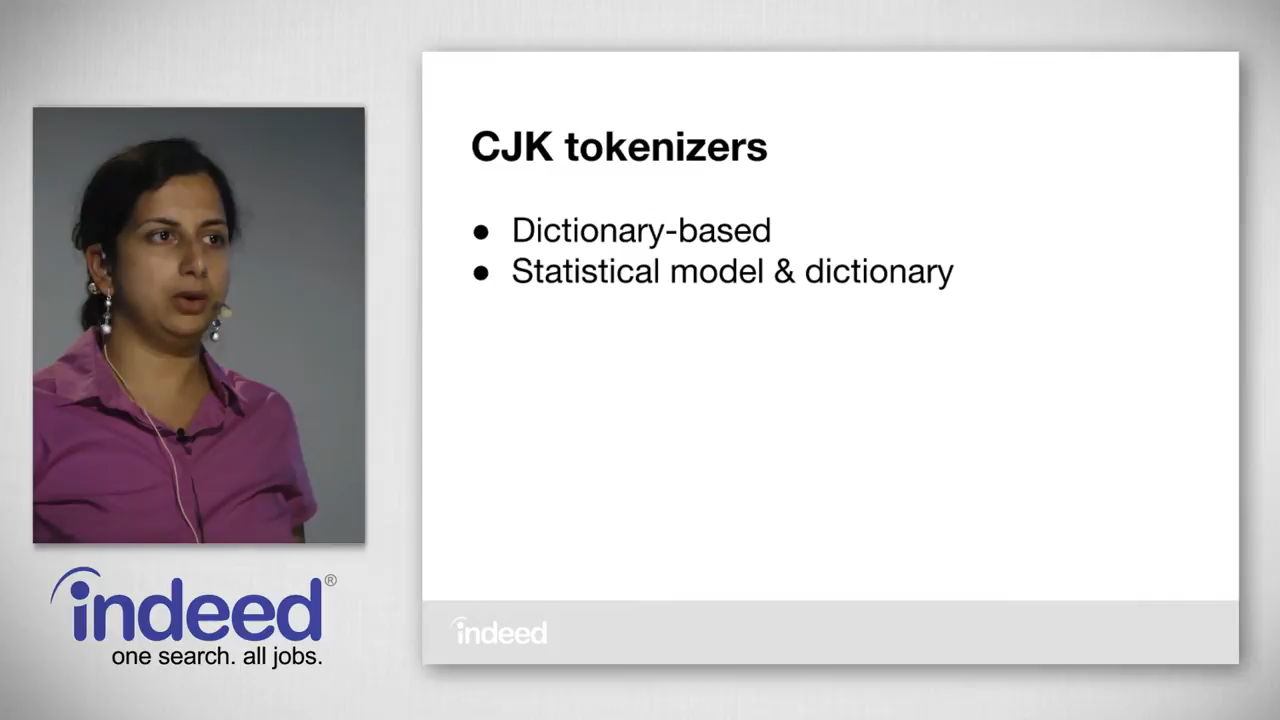 CJK tokenizers
● Dictionary-based
● Statistical model & dictionary
indeed®
one search. all jobs.
indeed